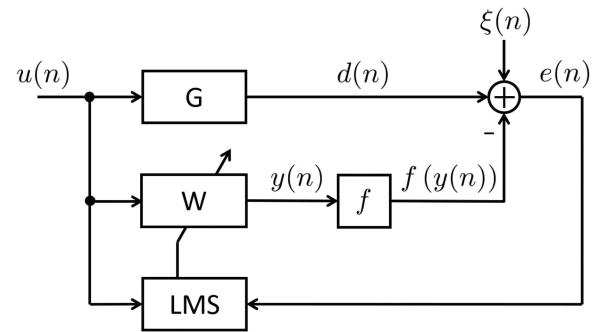 ξ(n)
u(n)
G
d(n)
+
e(n)
-
W
y(n)
f
f (y(n))
LMS